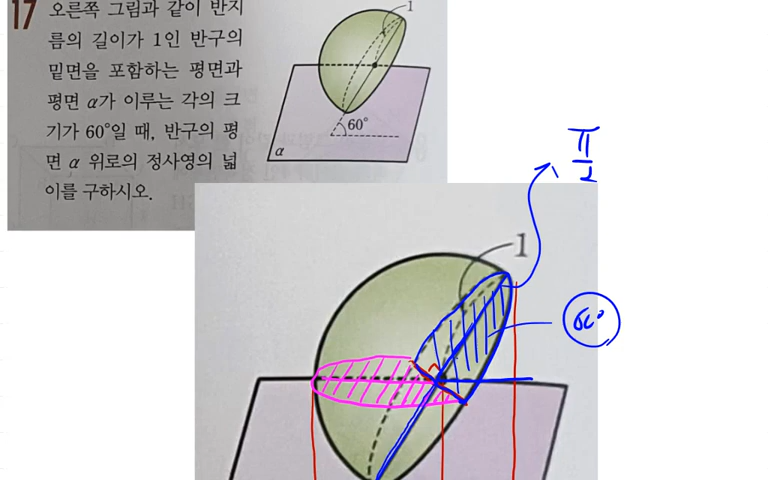 17 오른쪽 그림과 같이 반지
름의 길이가 1인 반구의
밑면을 포함하는 평면과
평면 α가 이루는 각의 크
기가 60°일 때, 반구의 평
면 α 위로의 정사영의 넓
이를 구하시오.
1
60°
α
π/2
1
60°